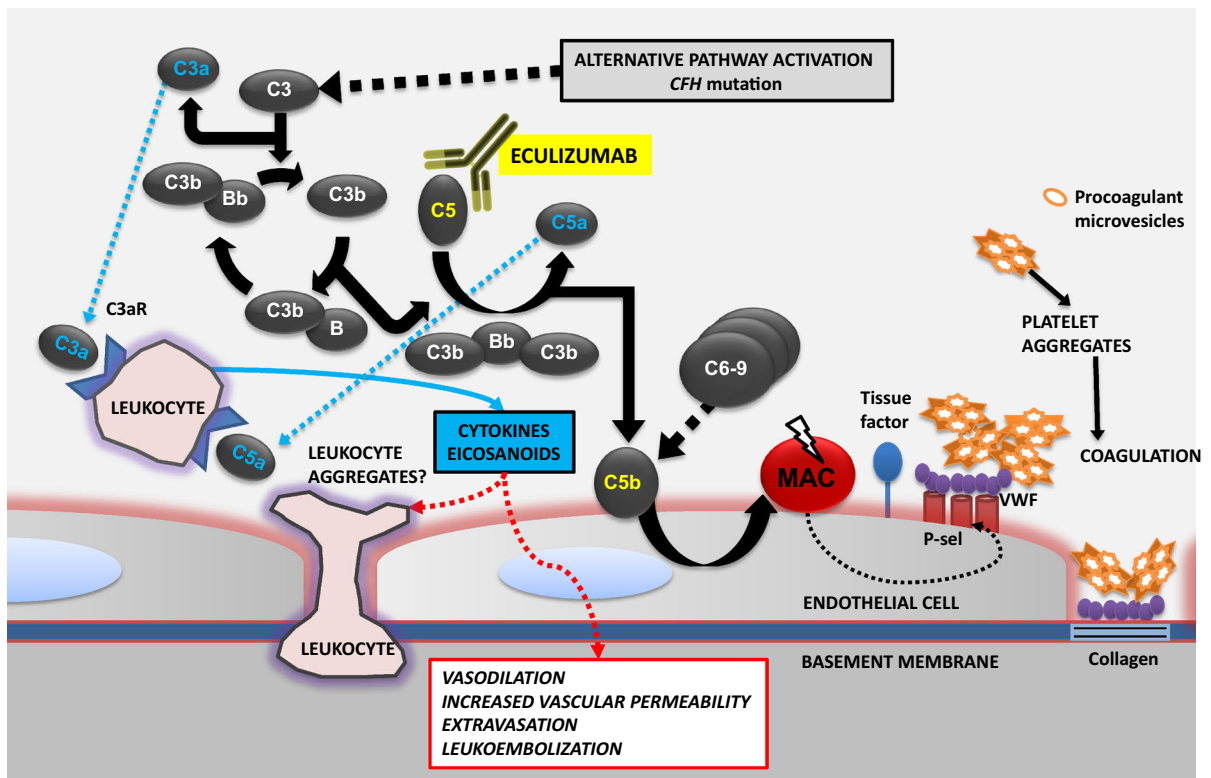 ALTERNATIVE PATHWAY ACTIVATION
CFH mutation
C3a
C3
ECULIZUMAB
C3b
Bb
C3b
C5
C5a
Procoagulant
microvesicles
C3b
B
C3aR
C3a
C3b
Bb
C3b
C6-9
PLATELET
AGGREGATES
LEUKOCYTE
C5a
CYTOKINES
EICOSANOIDS
Tissue
factor
LEUKOCYTE
AGGREGATES?
COAGULATION
C5b
MAC
VWF
P-sel
ENDOTHELIAL CELL
LEUKOCYTE
BASEMENT MEMBRANE
Collagen
VASODILATION
INCREASED VASCULAR PERMEABILITY
EXTRAVASATION
LEUKOEMBOLIZATION